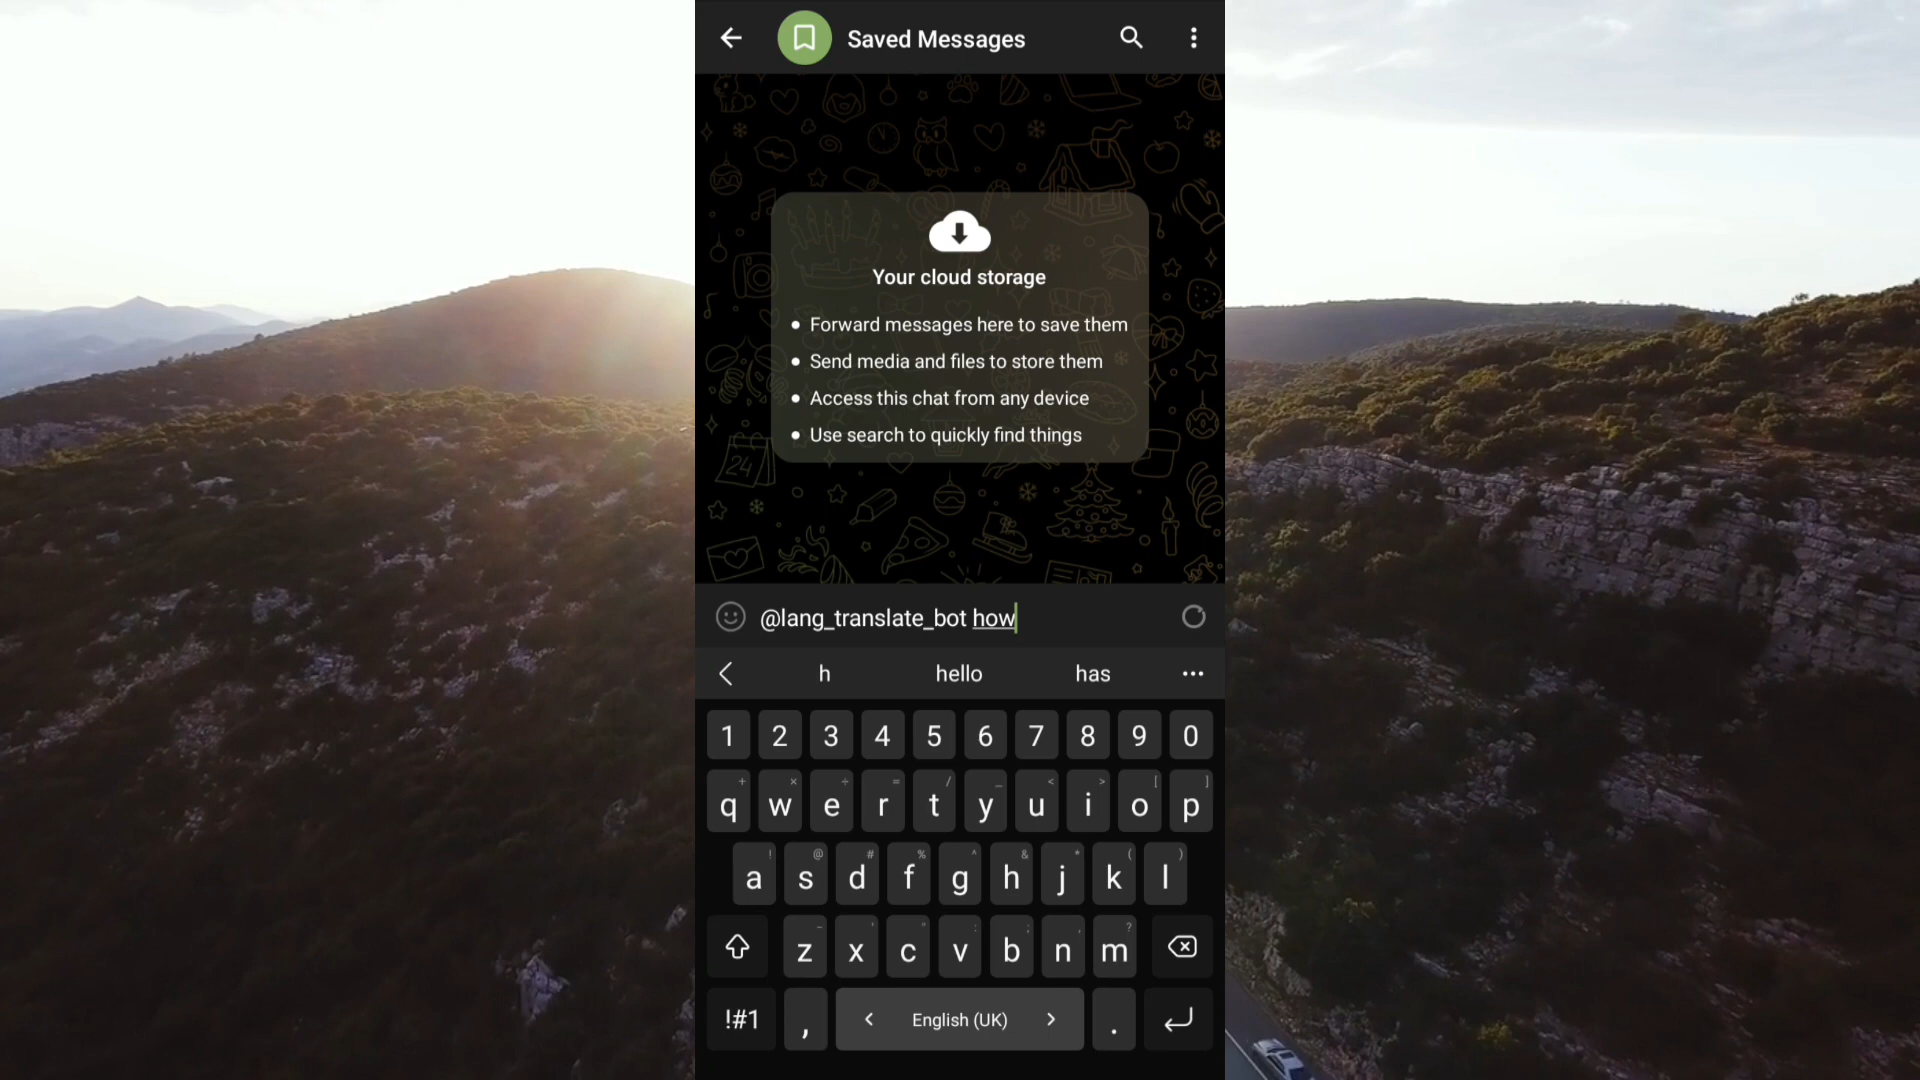 Saved Messages
Your cloud storage
• Forward messages here to save them
• Send media and files to store them
• Access this chat from any device
• Use search to quickly find things
24
@lang_translate_bot how
h hello has ...
1 2 3 4 5 6 7 8 9 0
+ × ÷ = / _ < > [ ]
q w e r t y u i o p
! @ # % ^ & * ( )
a s d f g h j k l
- ' " : ; , ?
z x c v b n m
!#1 , < English (UK) > .